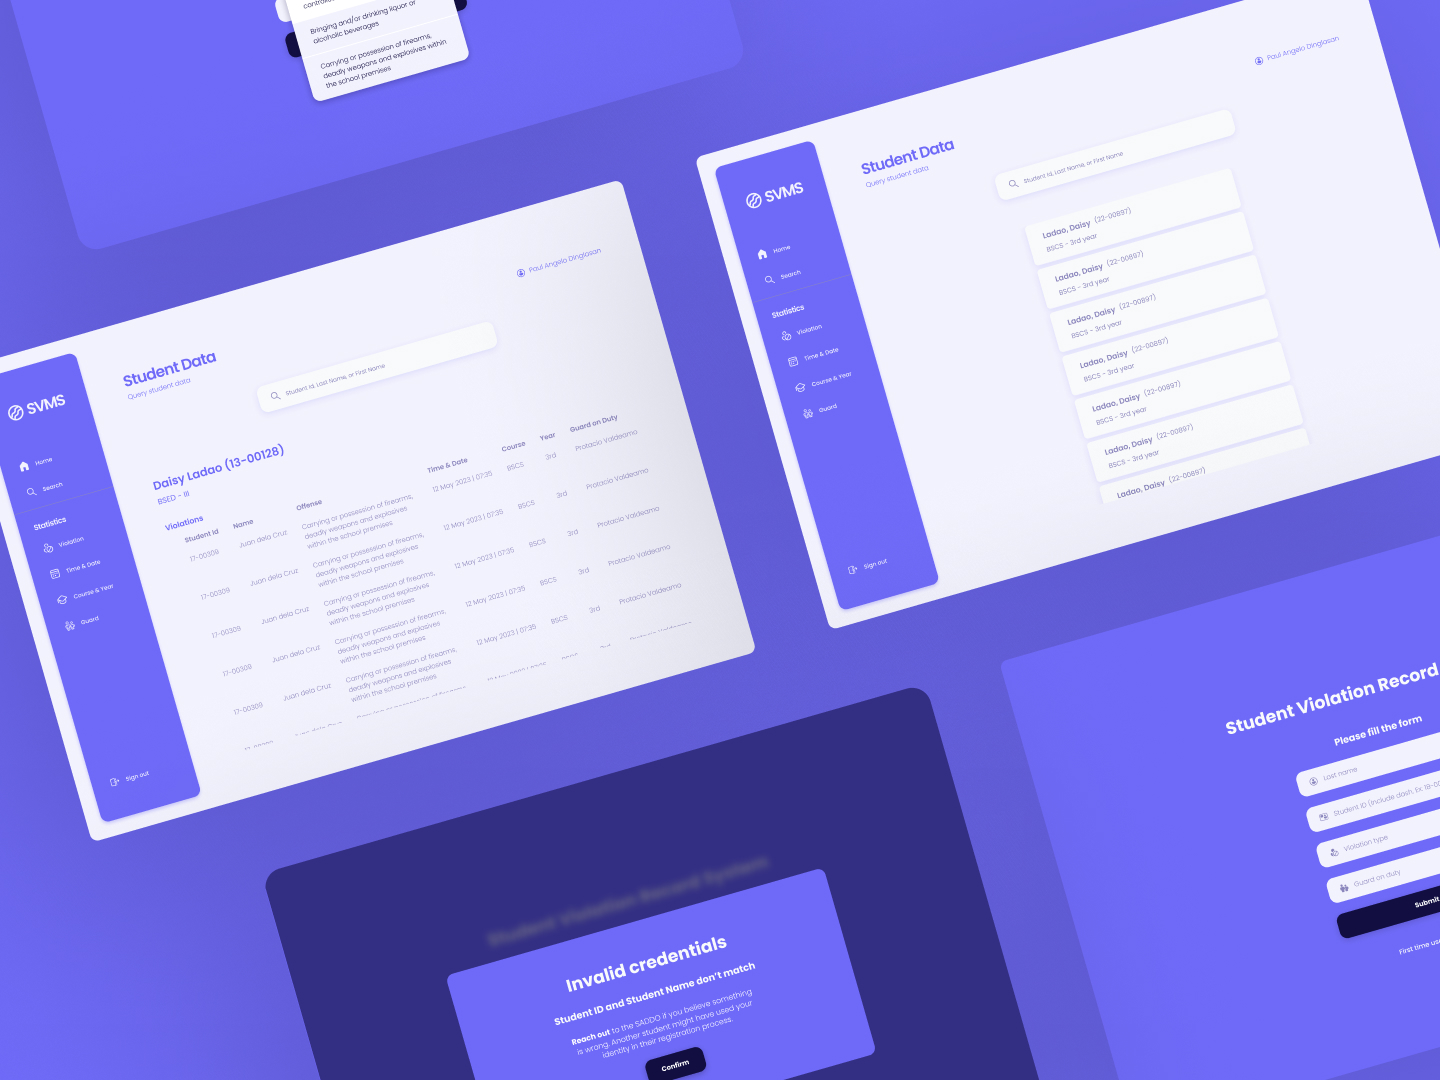 Bringing and/or drinking liquor or
alcoholic beverages
Carrying or possession of firearms,
deadly weapons and explosives within
the school premises
Paul Angelo Dinglasan
Student Data
Query student data
Student Id, Last Name, or First Name
SVMS
Home
Search
Statistics
Violation
Time & Date
Course & Year
Guard
Sign out
Ladao, Daisy (22-00897)
BSCS - 3rd year
Ladao, Daisy (22-00897)
BSCS - 3rd year
Ladao, Daisy (22-00897)
BSCS - 3rd year
Ladao, Daisy (22-00897)
BSCS - 3rd year
Ladao, Daisy (22-00897)
BSCS - 3rd year
Ladao, Daisy (22-00897)
BSCS - 3rd year
Ladao, Daisy (22-00897)
Paul Angelo Dinglasan
Student Data
Query student data
Student Id, Last Name, or First Name
SVMS
Home
Search
Statistics
Violation
Time & Date
Course & Year
Guard
Sign out
Daisy Ladao (13-00128)
BSED - III
Violations
Student Id Name Offense Time & Date Course Year Guard on Duty
17-00309 Juan dela Cruz Carrying or possession of firearms, 12 May 2023 | 07:35 BSCS 3rd Protacio Valdeamo
deadly weapons and explosives
within the school premises
17-00309 Juan dela Cruz Carrying or possession of firearms, 12 May 2023 | 07:35 BSCS 3rd Protacio Valdeamo
deadly weapons and explosives
within the school premises
17-00309 Juan dela Cruz Carrying or possession of firearms, 12 May 2023 | 07:35 BSCS 3rd Protacio Valdeamo
deadly weapons and explosives
within the school premises
17-00309 Juan dela Cruz Carrying or possession of firearms, 12 May 2023 | 07:35 BSCS 3rd Protacio Valdeamo
deadly weapons and explosives
within the school premises
17-00309 Juan dela Cruz Carrying or possession of firearms, 12 May 2023 | 07:35 BSCS 3rd Protacio Valdeamo
deadly weapons and explosives
within the school premises
Student Violation Record System
Invalid credentials
Student ID and Student Name don't match
Reach out to the SADDO if you believe something
is wrong. Another student might have used your
identity in their registration process.
Confirm
Student Violation Record
Please fill the form
Last name
Student ID (Include dash. Ex: 18-00
Violation type
Guard on duty
Submit
First time